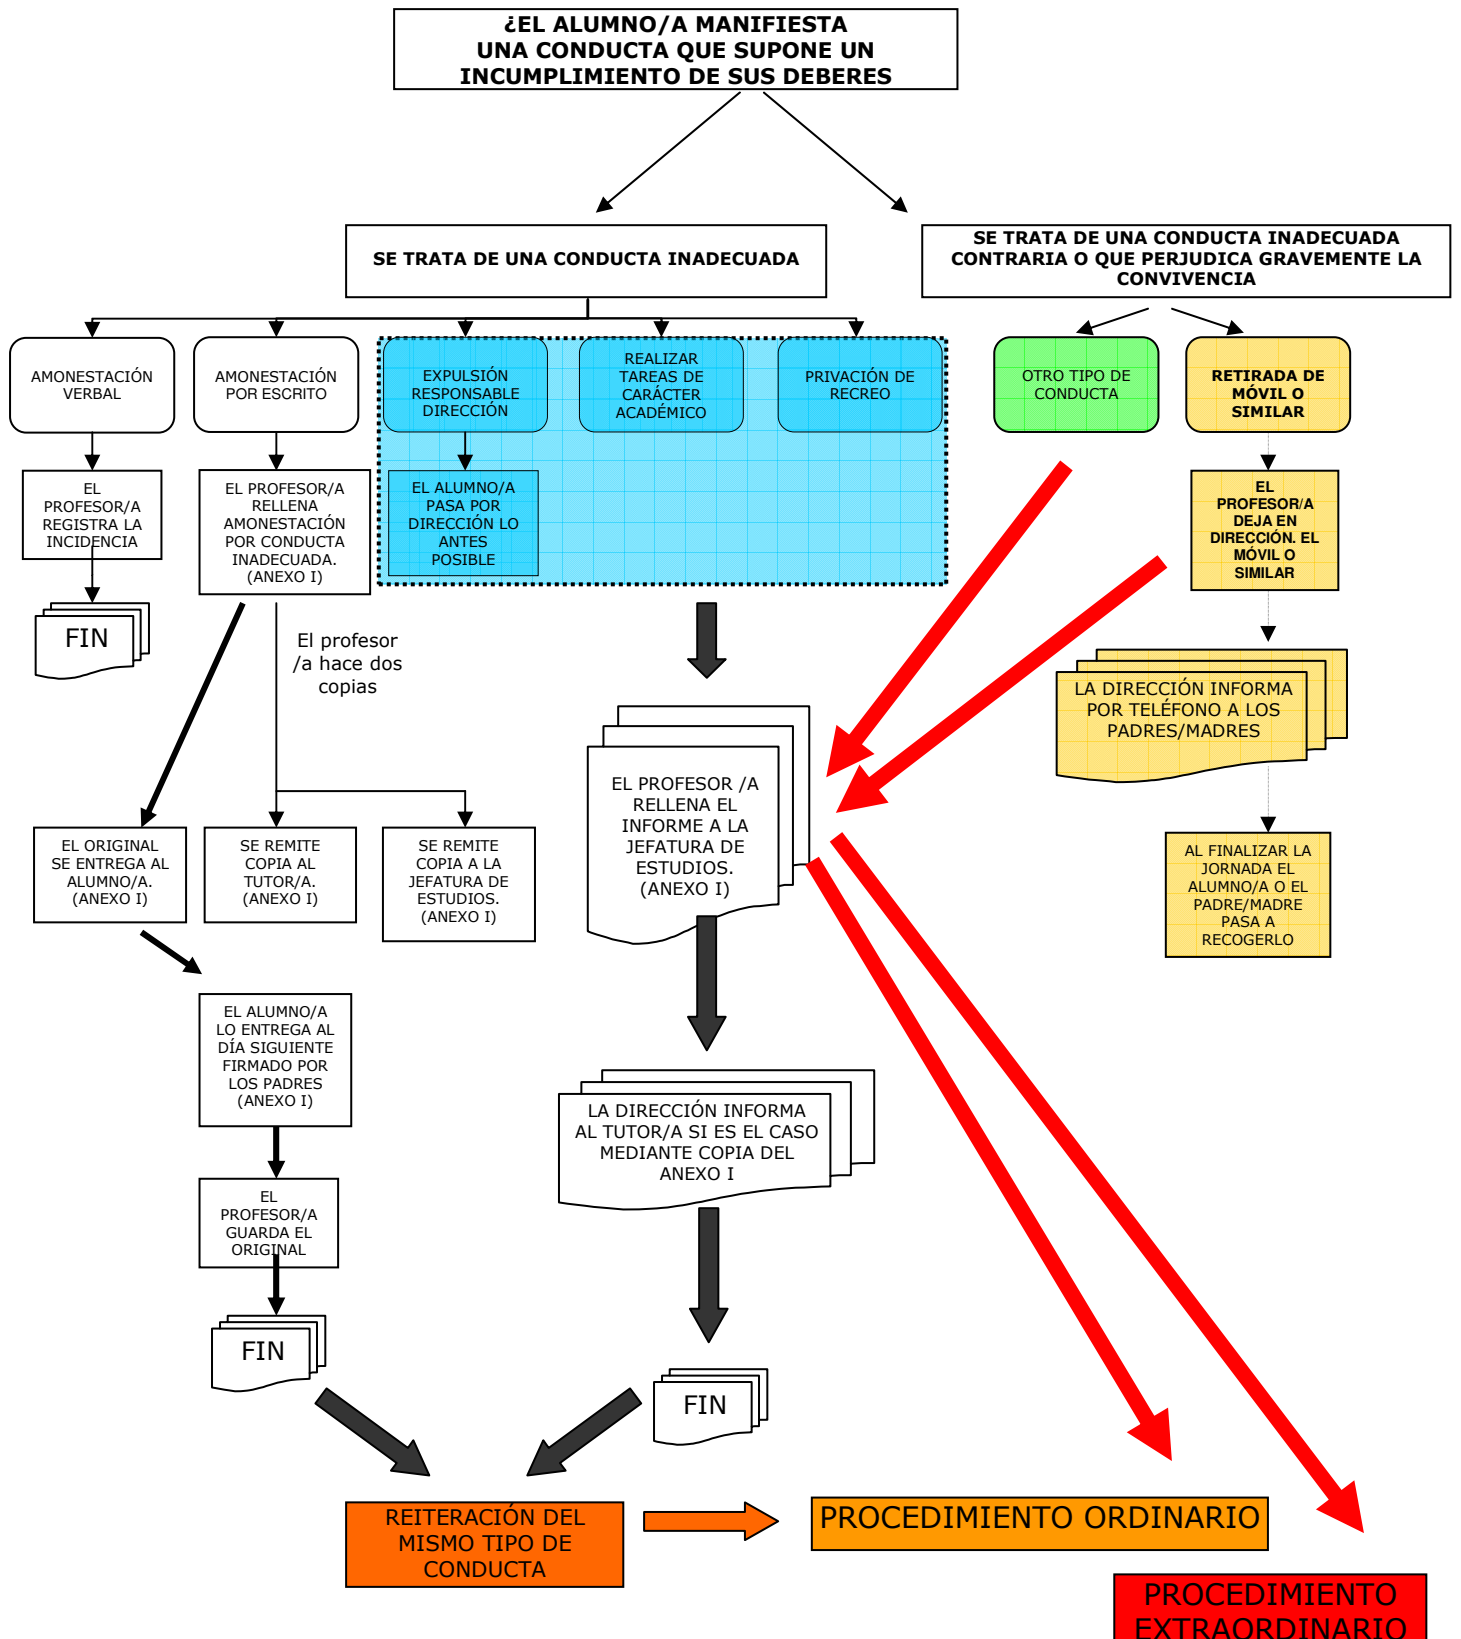 ¿EL ALUMNO/A MANIFIESTA
UNA CONDUCTA QUE SUPONE UN
INCUMPLIMIENTO DE SUS DEBERES
SE TRATA DE UNA CONDUCTA INADECUADA
SE TRATA DE UNA CONDUCTA INADECUADA
CONTRARIA O QUE PERJUDICA GRAVEMENTE LA
CONVIVENCIA
AMONESTACIÓN
VERBAL
AMONESTACIÓN
POR ESCRITO
EXPULSIÓN
RESPONSABLE
DIRECCIÓN
REALIZAR
TAREAS DE
CARÁCTER
ACADÉMICO
PRIVACIÓN DE
RECREO
OTRO TIPO DE
CONDUCTA
RETIRADA DE
MÓVIL O
SIMILAR
EL
PROFESOR/A
REGISTRA LA
INCIDENCIA
EL PROFESOR/A
RELLENA
AMONESTACIÓN
POR CONDUCTA
INADECUADA.
(ANEXO I)
EL ALUMNO/A
PASA POR
DIRECCIÓN LO
ANTES
POSIBLE
EL
PROFESOR/A
DEJA EN
DIRECCIÓN. EL
MÓVIL O
SIMILAR
FIN
El profesor
/a hace dos
copias
LA DIRECCIÓN INFORMA
POR TELÉFONO A LOS
PADRES/MADRES
EL PROFESOR /A
RELLENA EL
INFORME A LA
JEFATURA DE
ESTUDIOS.
(ANEXO I)
EL ORIGINAL
SE ENTREGA AL
ALUMNO/A.
(ANEXO I)
SE REMITE
COPIA AL
TUTOR/A.
(ANEXO I)
SE REMITE
COPIA A LA
JEFATURA DE
ESTUDIOS.
(ANEXO I)
AL FINALIZAR LA
JORNADA EL
ALUMNO/A O EL
PADRE/MADRE
PASA A
RECOGERLO
EL ALUMNO/A
LO ENTREGA AL
DÍA SIGUIENTE
FIRMADO POR
LOS PADRES
(ANEXO I)
LA DIRECCIÓN INFORMA
AL TUTOR/A SI ES EL CASO
MEDIANTE COPIA DEL
ANEXO I
EL
PROFESOR/A
GUARDA EL
ORIGINAL
FIN
FIN
REITERACIÓN DEL
MISMO TIPO DE
CONDUCTA
PROCEDIMIENTO ORDINARIO
PROCEDIMIENTO
EXTRAORDINARIO